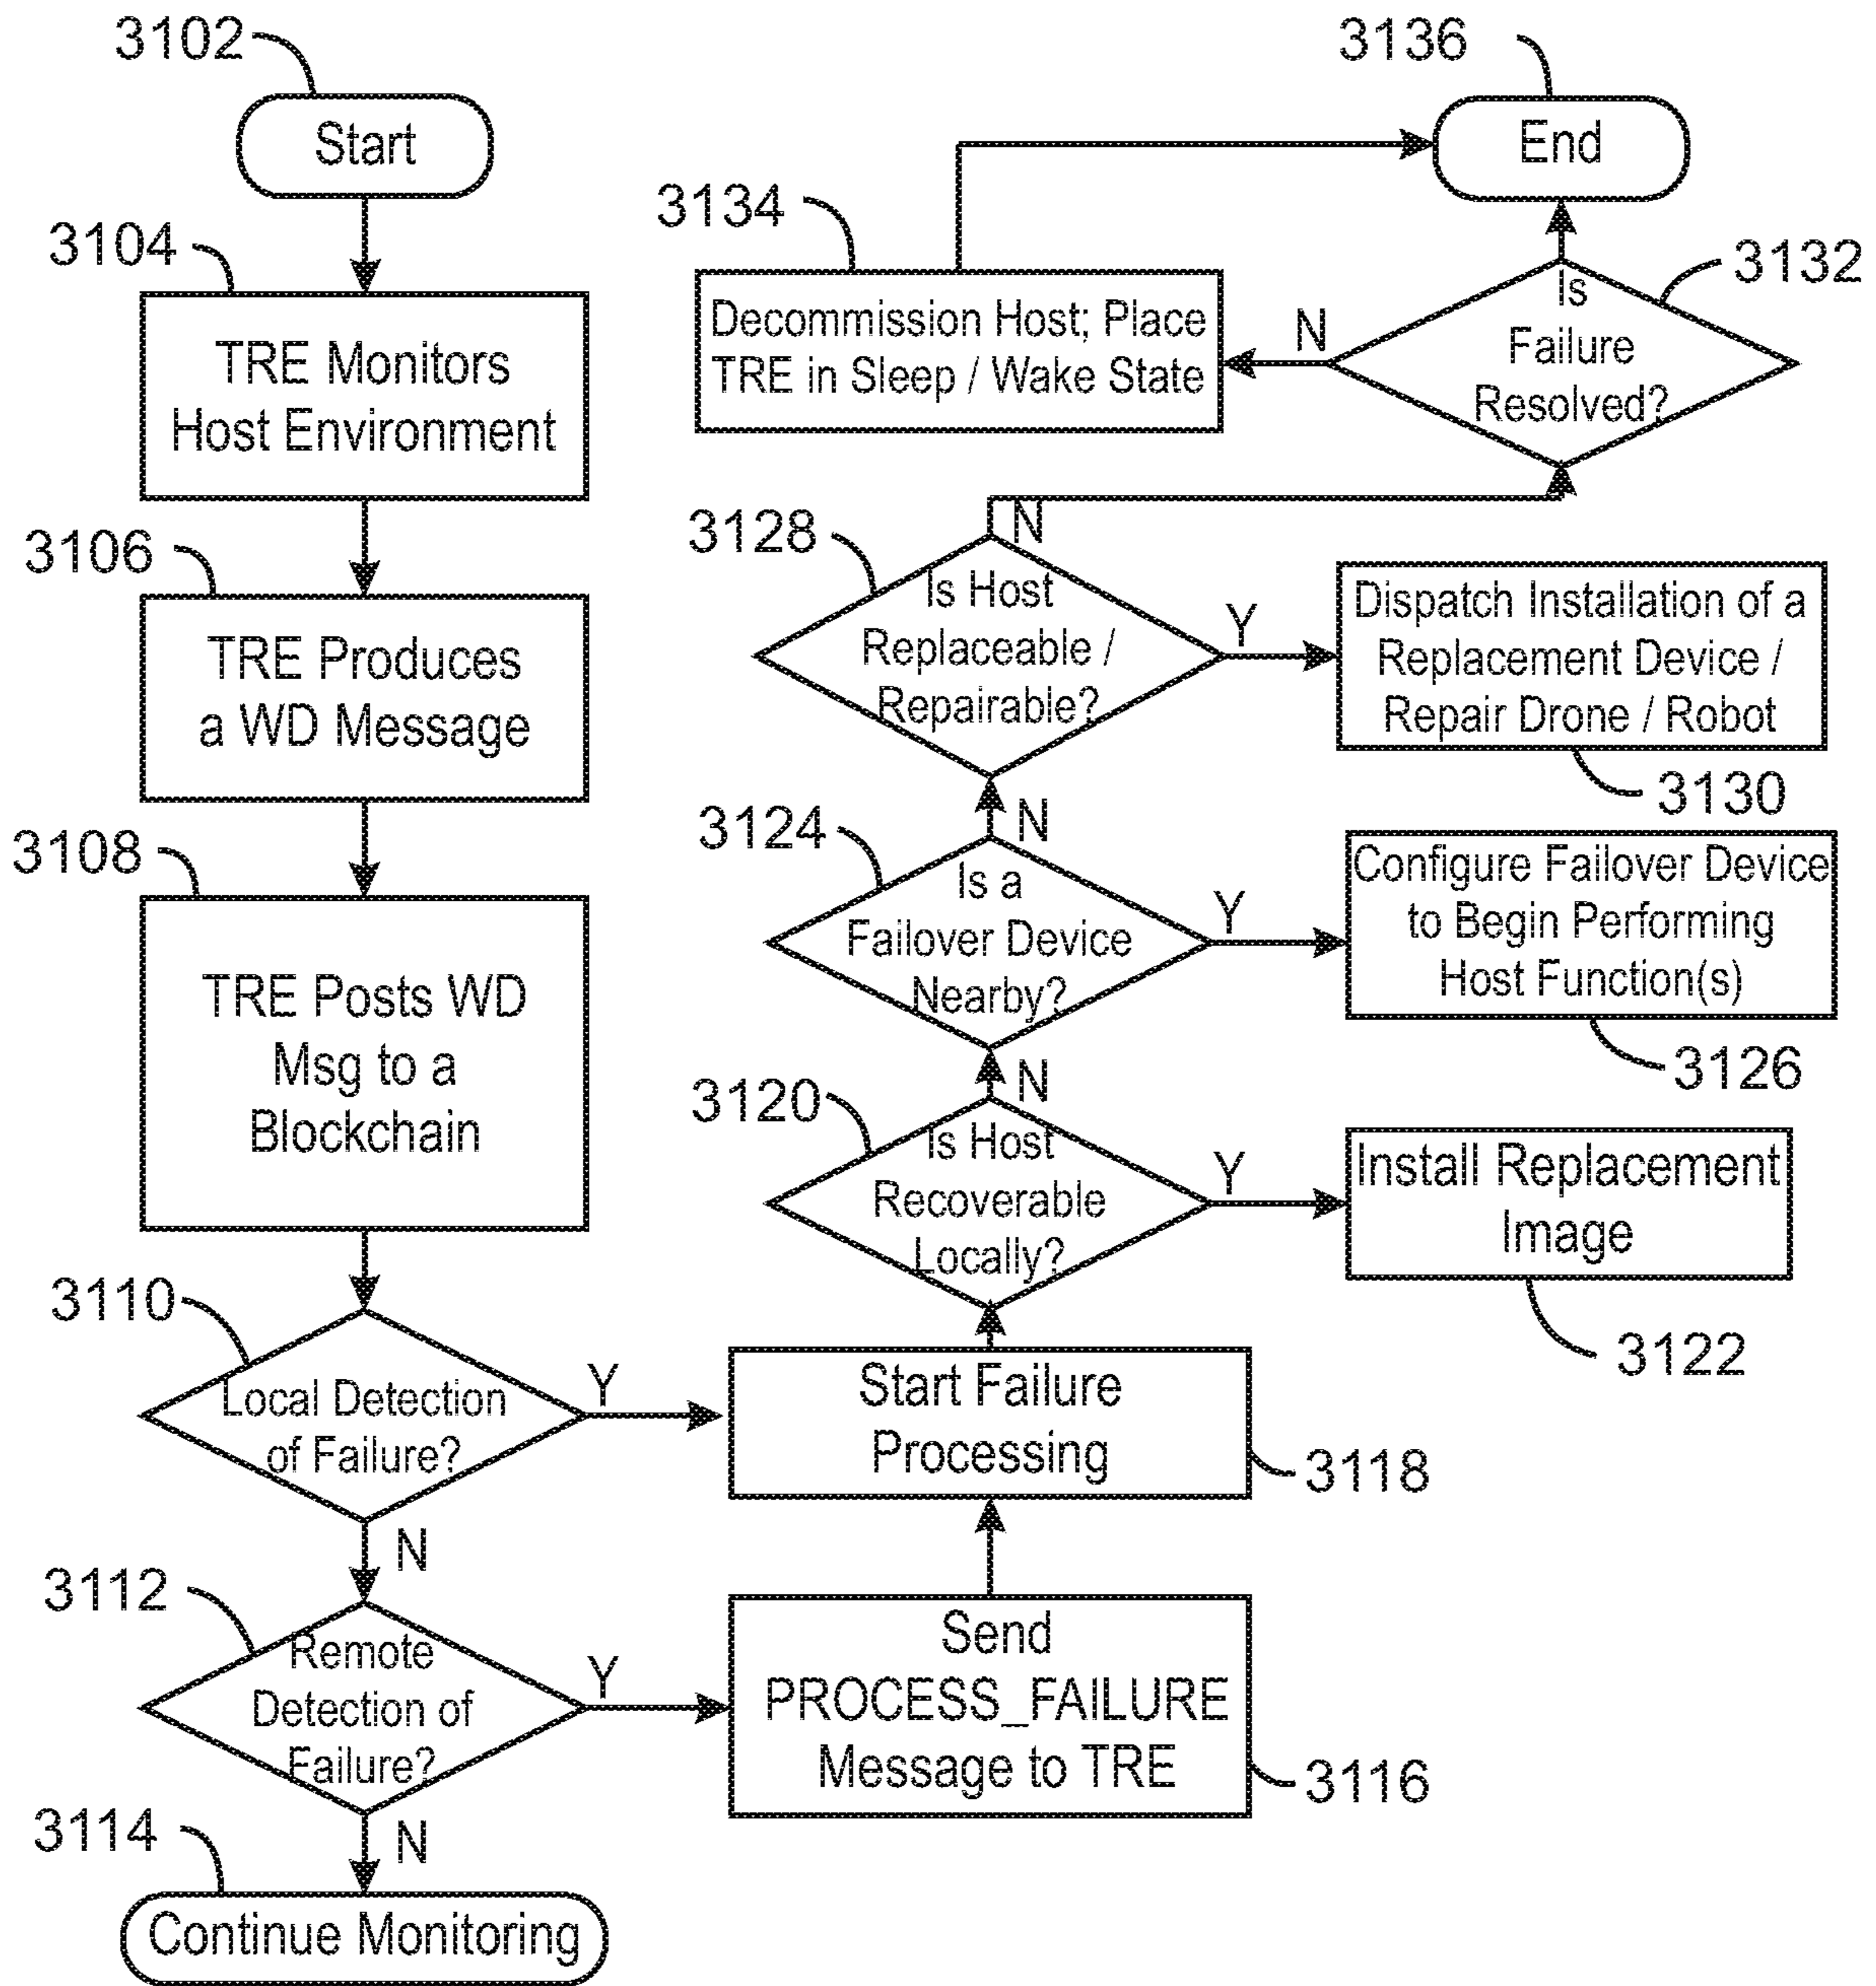 3102
Start
3104
TRE Monitors
Host Environment
3106
TRE Produces
a WD Message
3108
TRE Posts WD
Msg to a
Blockchain
3110
Local Detection
of Failure?
Y
N
3112
Remote
Detection of
Failure?
Y
N
3114
Continue Monitoring
Send
PROCESS_FAILURE
Message to TRE
3116
Start Failure
Processing
3118
3120
Is Host
Recoverable
Locally?
Y
N
Install Replacement
Image
3122
3124
Is a
Failover Device
Nearby?
Y
N
Configure Failover Device
to Begin Performing
Host Function(s)
3126
3128
Is Host
Replaceable /
Repairable?
Y
N
Dispatch Installation of a
Replacement Device /
Repair Drone / Robot
3130
3132
Is
Failure
Resolved?
N
3134
Decommission Host; Place
TRE in Sleep / Wake State
3136
End